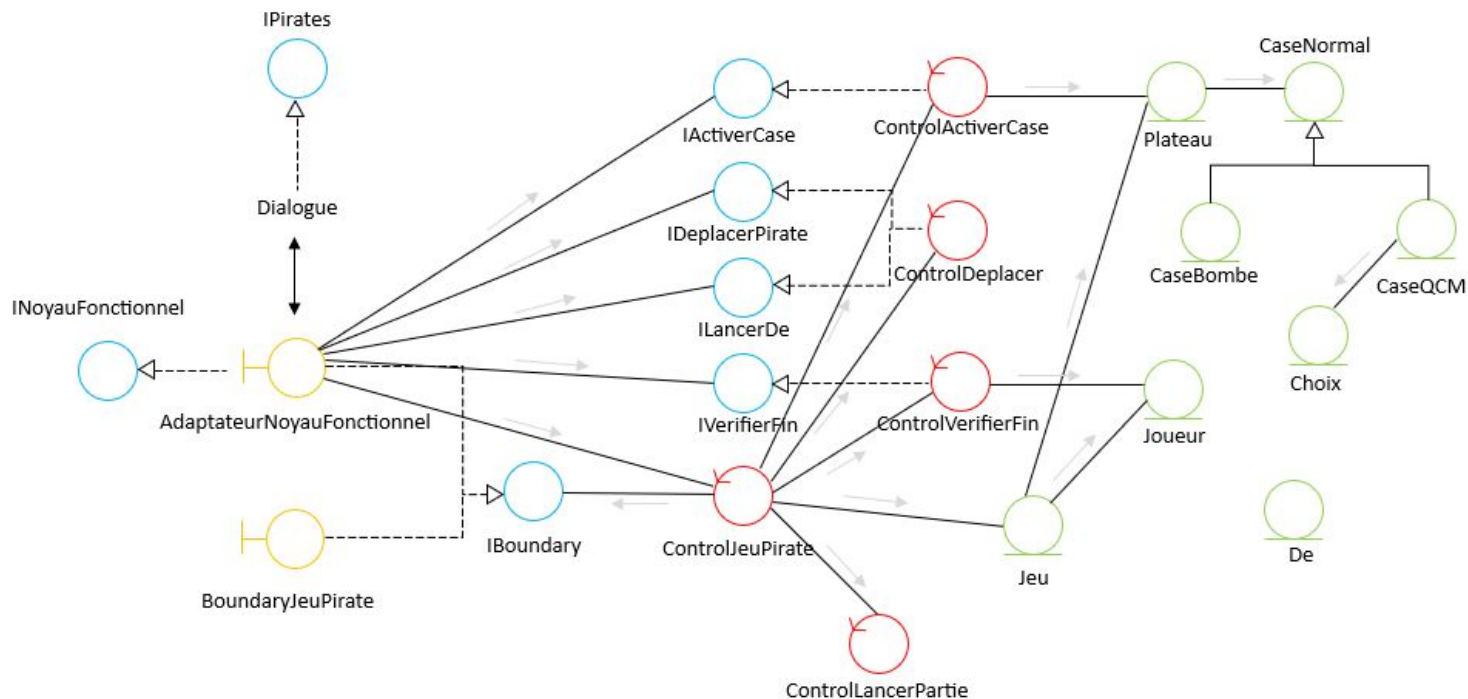 IPirates
CaseNormal
IActiverCase
ControlActiverCase
Plateau
Dialogue
IDeplacerPirate
ControlDeplacer
CaseBombe
CaseQCM
INoyauFonctionnel
ILancerDe
Choix
AdaptateurNoyauFonctionnel
IVerifierFin
ControlVerifierFin
Joueur
IBoundary
ControlJeuPirate
De
Jeu
BoundaryJeuPirate
ControlLancerPartie